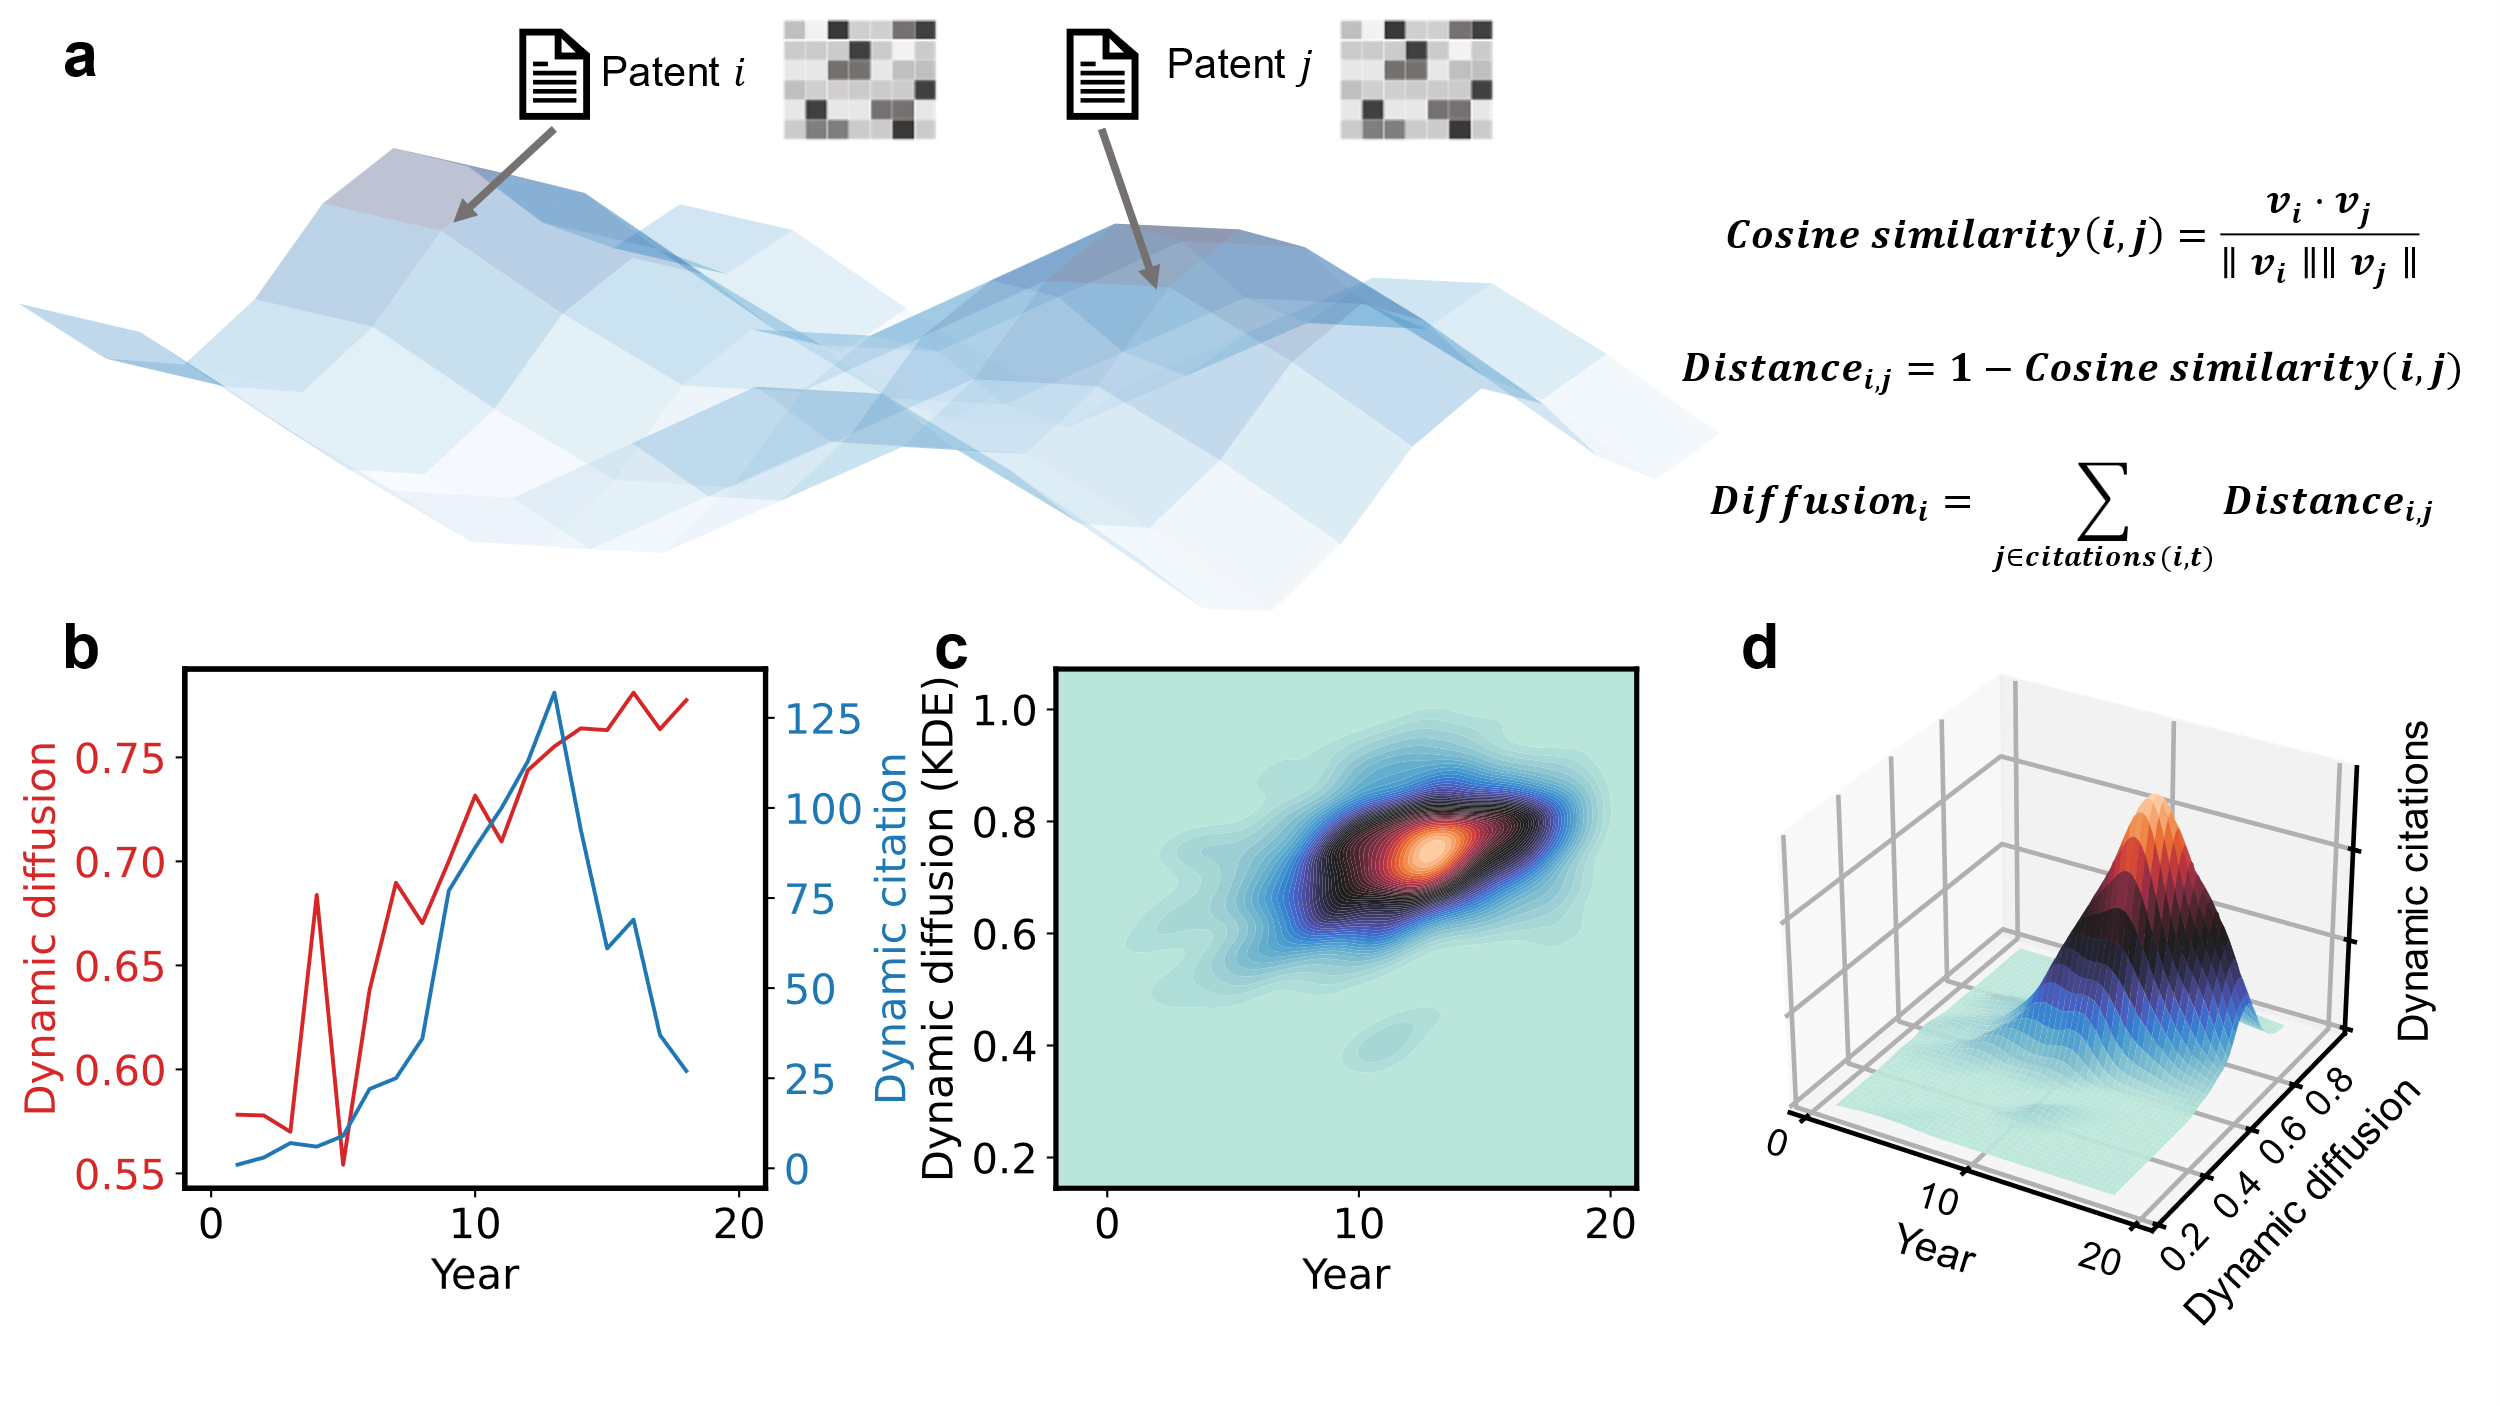 a
Patent i
Patent j
Cosine similarity(i,j) = v_i · v_j / ‖ v_i ‖‖ v_j ‖
Distance_i,j = 1 − Cosine similarity(i,j)
Diffusion_i = ∑ j∈citations(i,t) Distance_i,j
b
Dynamic diffusion
0.75
0.70
0.65
0.60
0.55
125
100
75
50
25
0
Dynamic citation
0 10 20
Year
c
Dynamic diffusion (KDE)
1.0
0.8
0.6
0.4
0.2
0 10 20
Year
d
Dynamic citations
0 10 20
Year
0.2 0.4 0.6 0.8
Dynamic diffusion